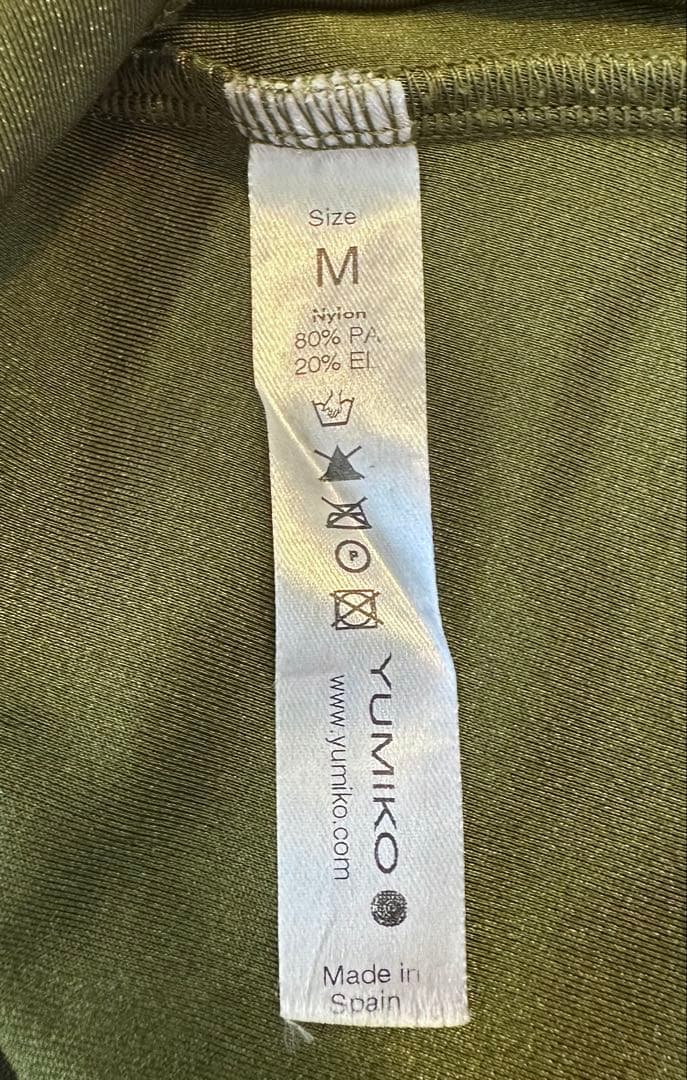 Size
M
Nylon
80% PA
20% EL
P
YUMIKO
www.yumiko.com
Made in
Spain